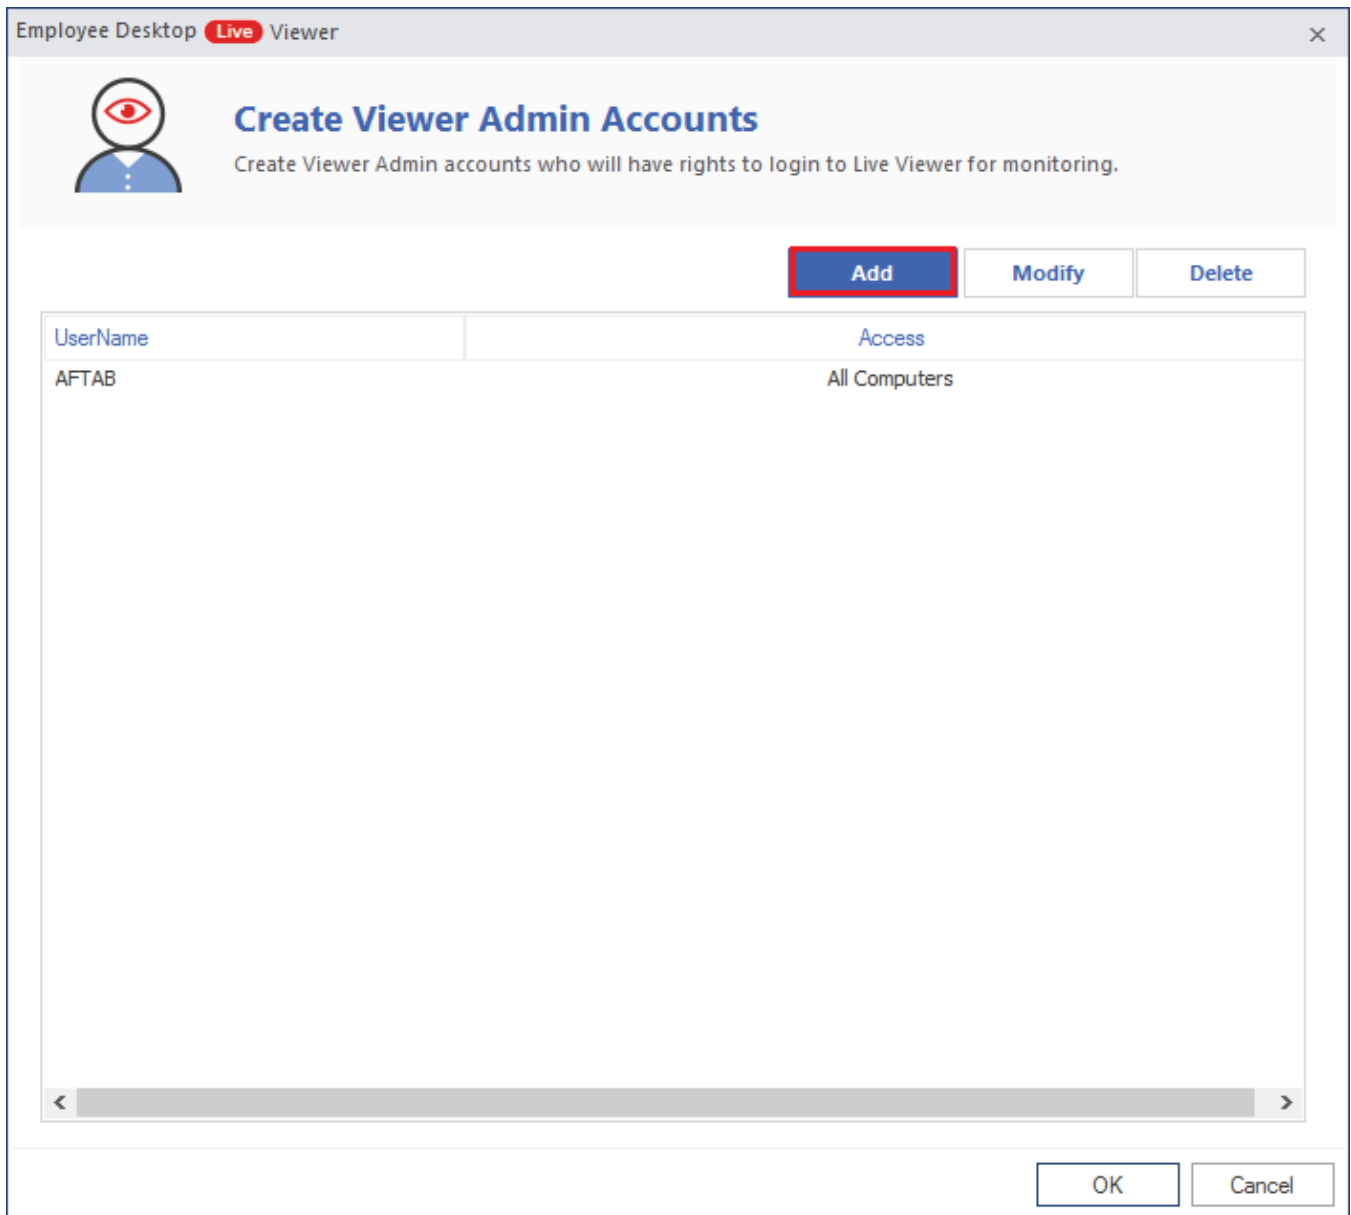 Employee Desktop Live Viewer
Create Viewer Admin Accounts
Create Viewer Admin accounts who will have rights to login to Live Viewer for monitoring.
Add Modify Delete
UserName Access
AFTAB All Computers
OK Cancel